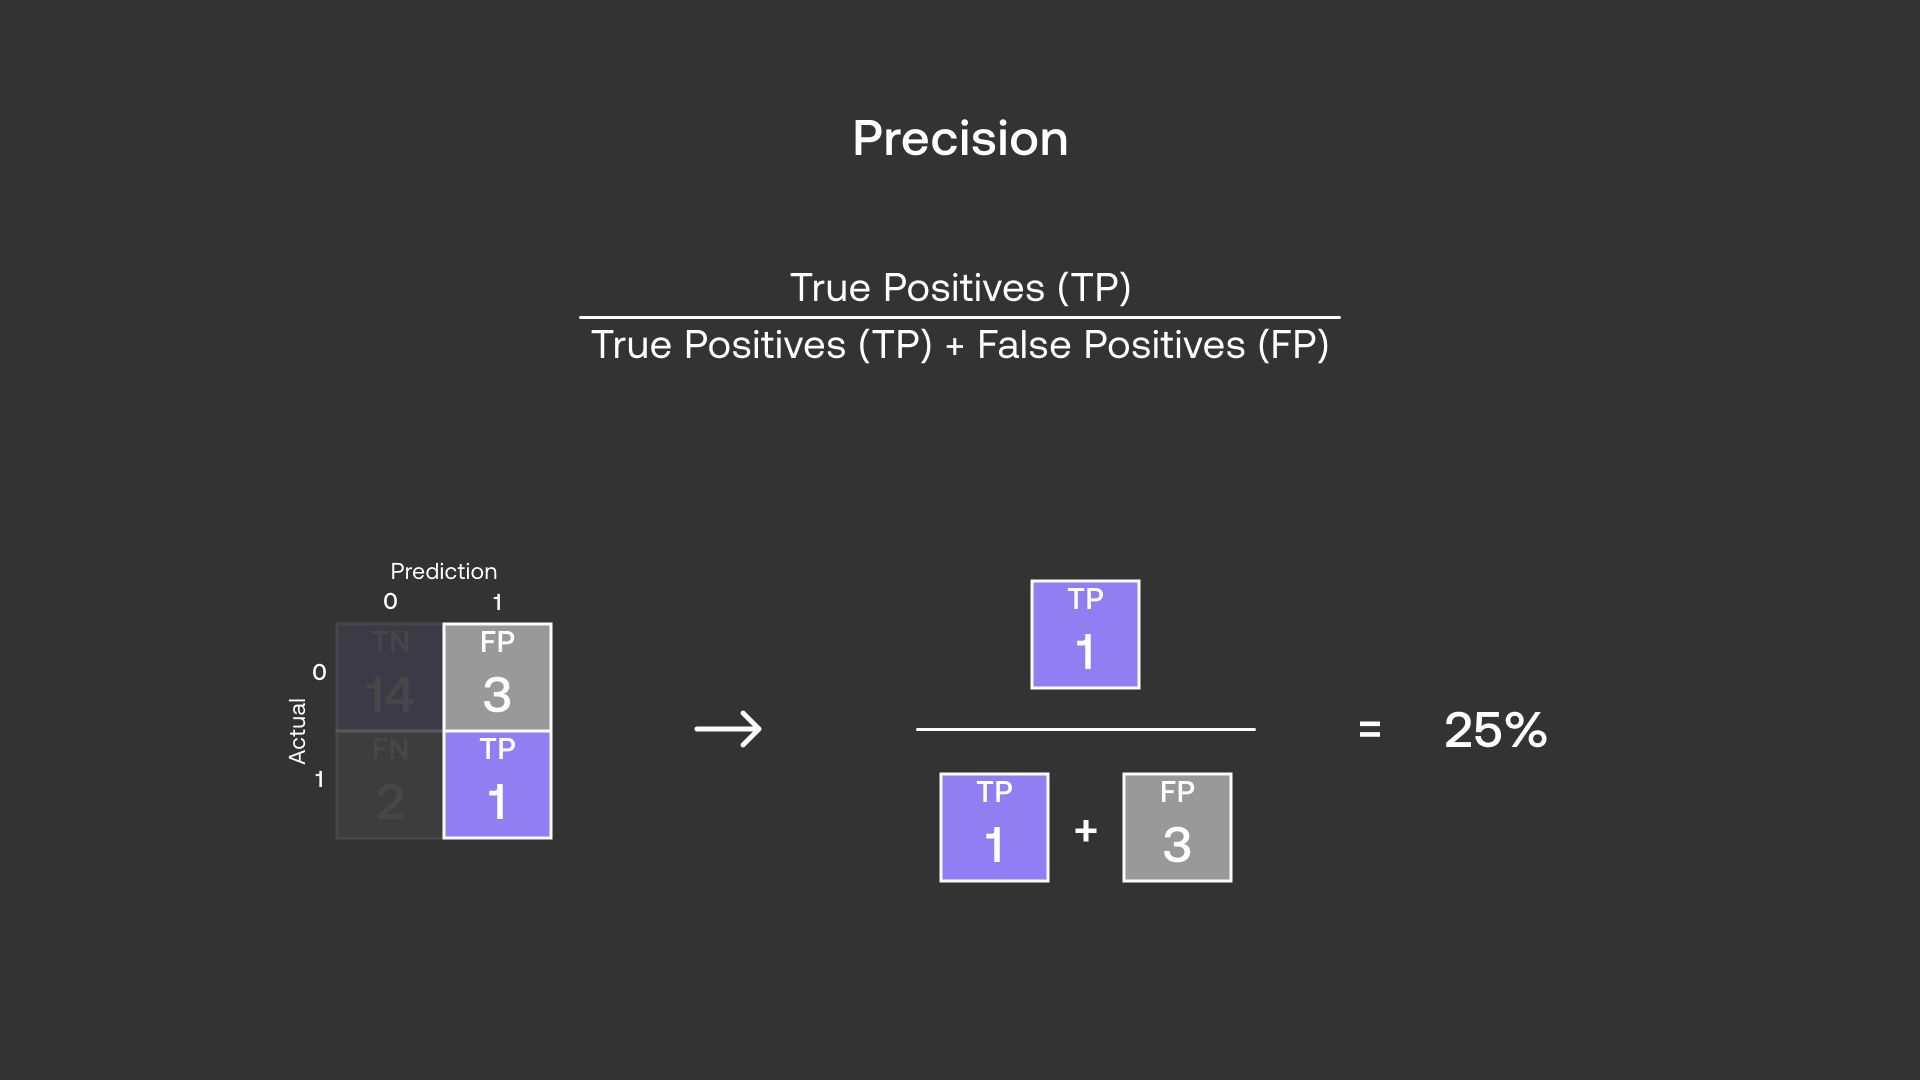 Precision
True Positives (TP)
True Positives (TP) + False Positives (FP)
Prediction
0 1
Actual
0
TN FP
14 3
1
FN TP
2 1
TP
1
TP + FP
1 3
= 25%